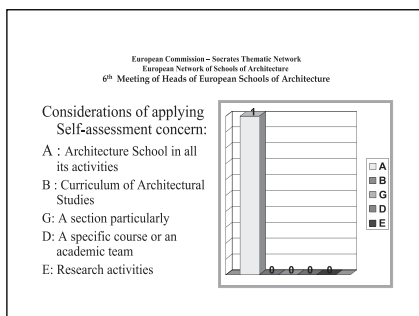 European Commission – Socrates Thematic Network
European Network of Schools of Architecture
6th Meeting of Heads of European Schools of Architecture
Considerations of applying
Self-assessment concern:
A : Architecture School in all
its activities
B : Curriculum of Architectural
Studies
G: A section particularly
D: A specific course or an
academic team
E: Research activities
1
0 0 0 0
A
B
G
D
E